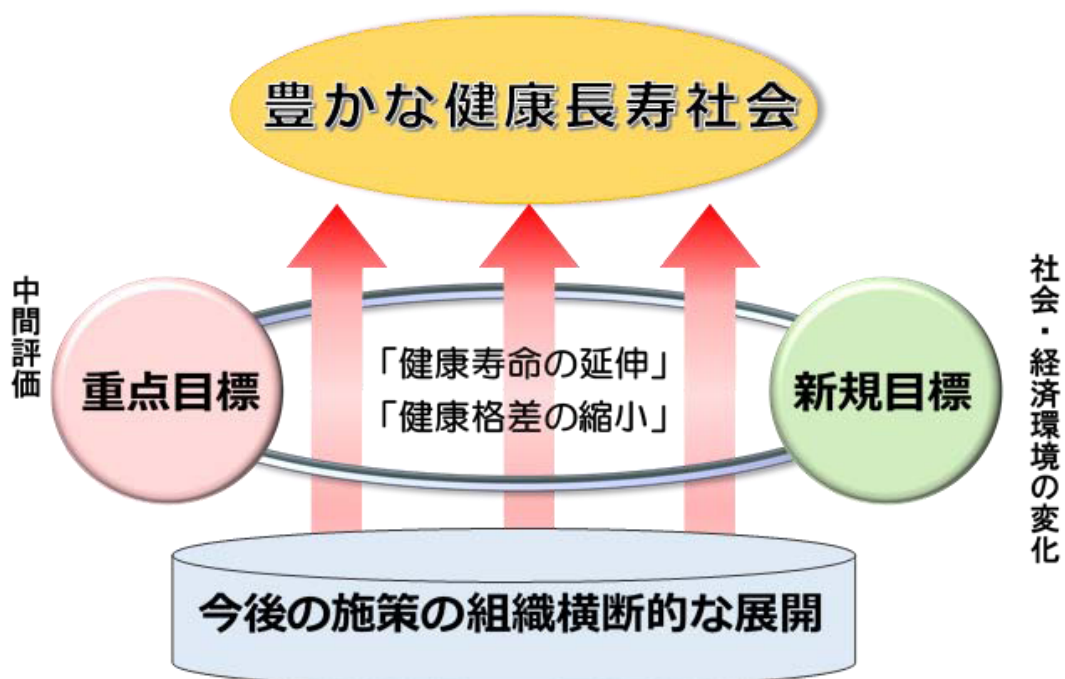 豊かな健康長寿社会
中間評価
重点目標
「健康寿命の延伸」
「健康格差の縮小」
新規目標
社会・経済環境の変化
今後の施策の組織横断的な展開